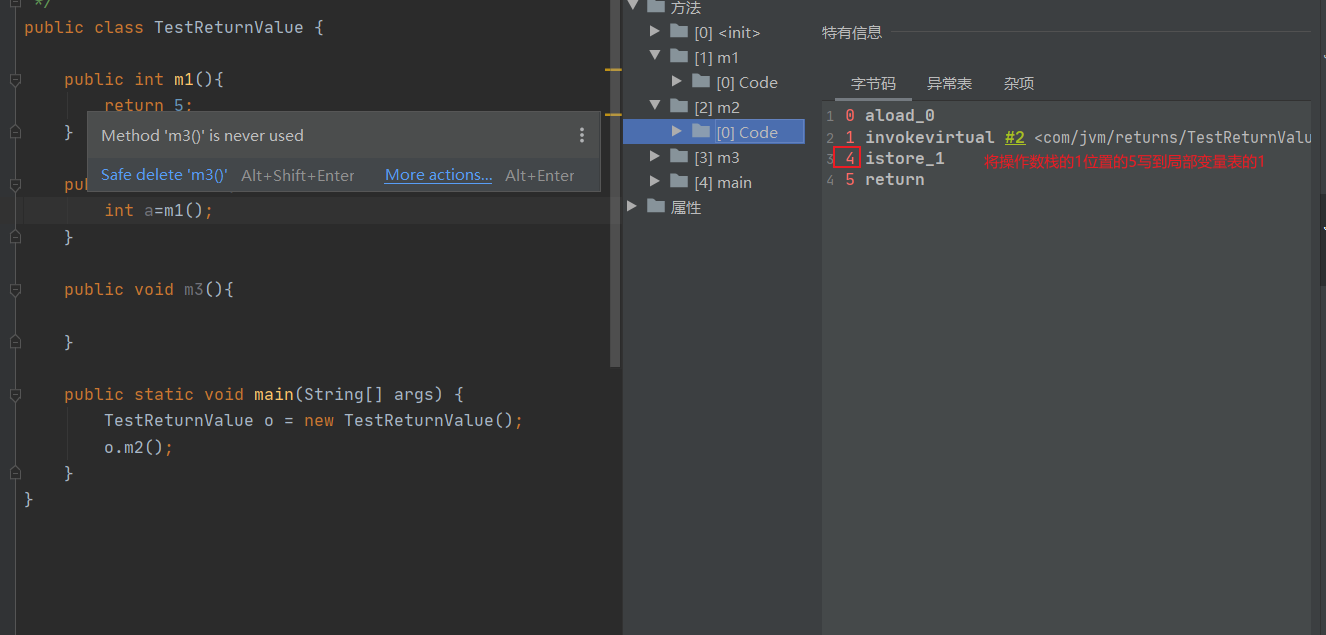 */
public class TestReturnValue {
public int m1(){
return 5;
}
Method 'm3()' is never used
Safe delete 'm3()' Alt+Shift+Enter More actions... Alt+Enter
pu
int a=m1();
}
public void m3(){
}
public static void main(String[] args) {
TestReturnValue o = new TestReturnValue();
o.m2();
}
}
方法
[0] <init>
[1] m1
[0] Code
[2] m2
[0] Code
[3] m3
[4] main
属性
特有信息
字节码 异常表 杂项
1 0 aload_0
2 1 invokevirtual #2 <com/jvm/returns/TestReturnValu
3 4 istore_1 将操作数栈的1位置的5写到局部变量表的1
4 5 return